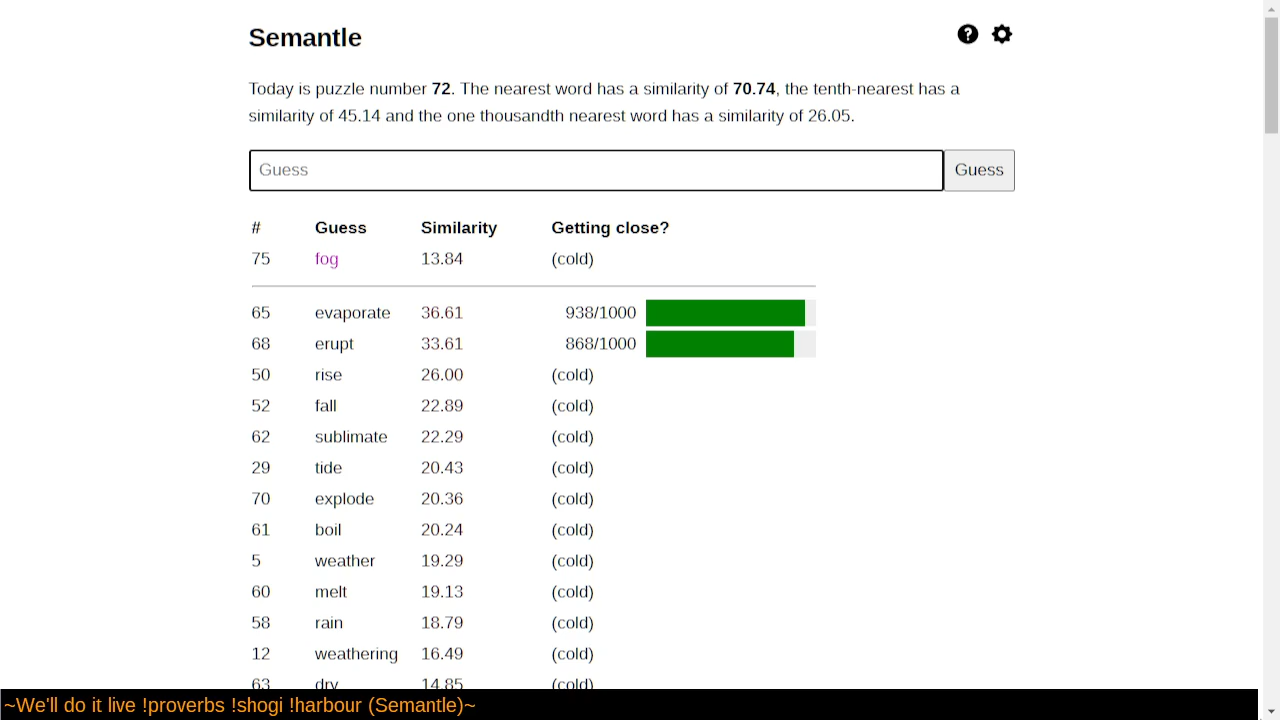 Semantle
Today is puzzle number 72. The nearest word has a similarity of 70.74, the tenth-nearest has a
similarity of 45.14 and the one thousandth nearest word has a similarity of 26.05.
Guess Guess
# Guess Similarity Getting close?
75 fog 13.84 (cold)
65 evaporate 36.61 938/1000
68 erupt 33.61 868/1000
50 rise 26.00 (cold)
52 fall 22.89 (cold)
62 sublimate 22.29 (cold)
29 tide 20.43 (cold)
70 explode 20.36 (cold)
61 boil 20.24 (cold)
5 weather 19.29 (cold)
60 melt 19.13 (cold)
58 rain 18.79 (cold)
12 weathering 16.49 (cold)
63 dry 14.85 (cold)
~We'll do it live !proverbs !shogi !harbour (Semantle)~